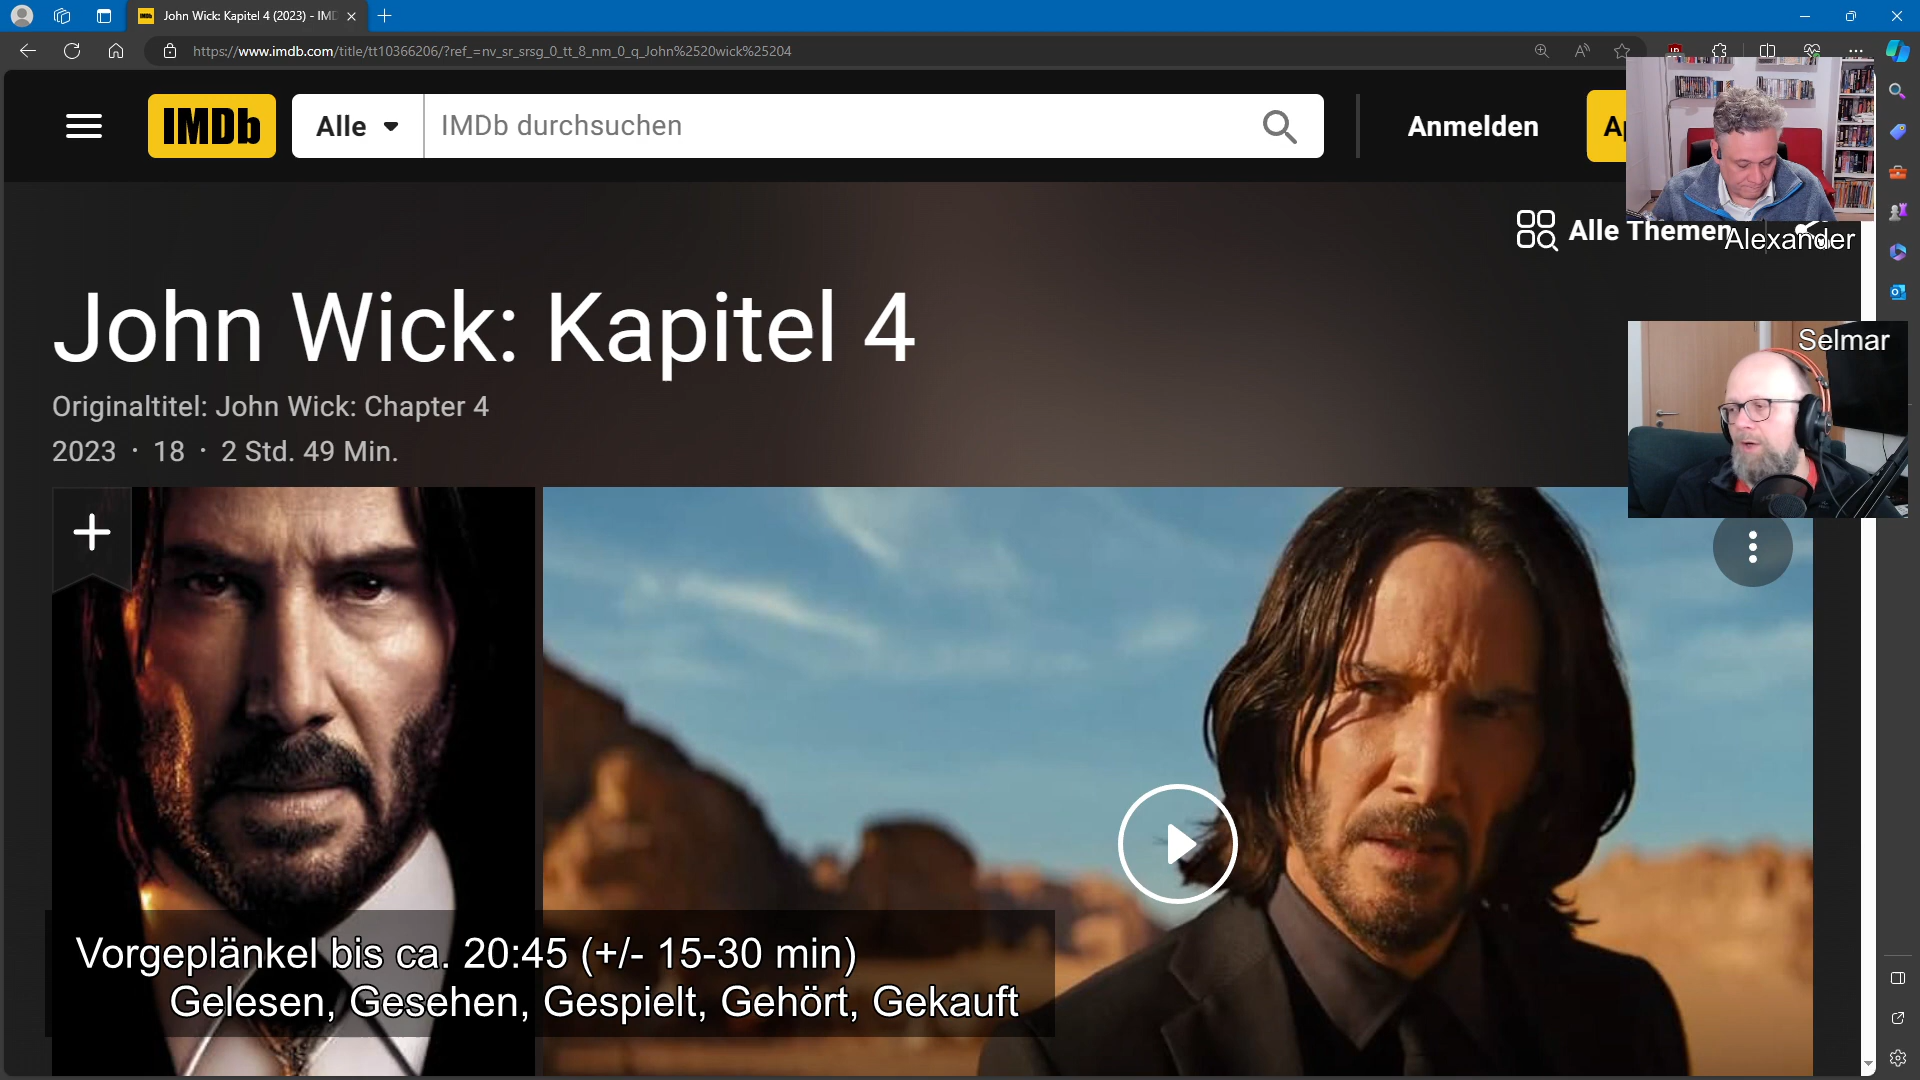 John Wick: Kapitel 4 (2023) - IMD
https://www.imdb.com/title/tt10366206/?ref_=nv_sr_srsg_0_tt_8_nm_0_q_John%2520wick%25204
IMDb
Alle
IMDb durchsuchen
Anmelden
Alle Themen
Alexander
John Wick: Kapitel 4
Selmar
Originaltitel: John Wick: Chapter 4
2023 · 18 · 2 Std. 49 Min.
Vorgeplänkel bis ca. 20:45 (+/- 15-30 min)
Gelesen, Gesehen, Gespielt, Gehört, Gekauft